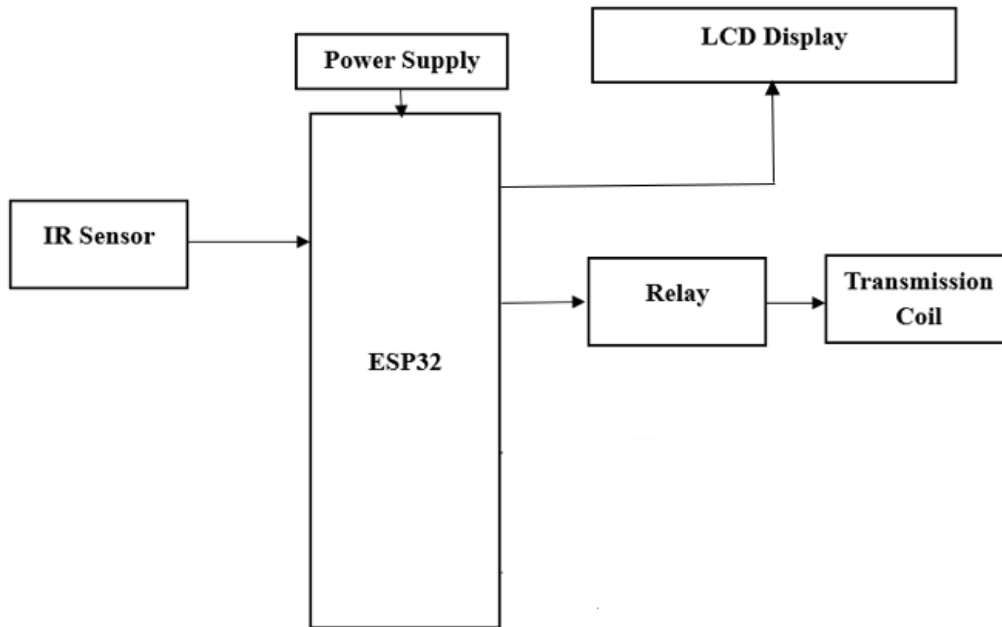 LCD Display
Power Supply
IR Sensor
ESP32
Relay
Transmission
Coil